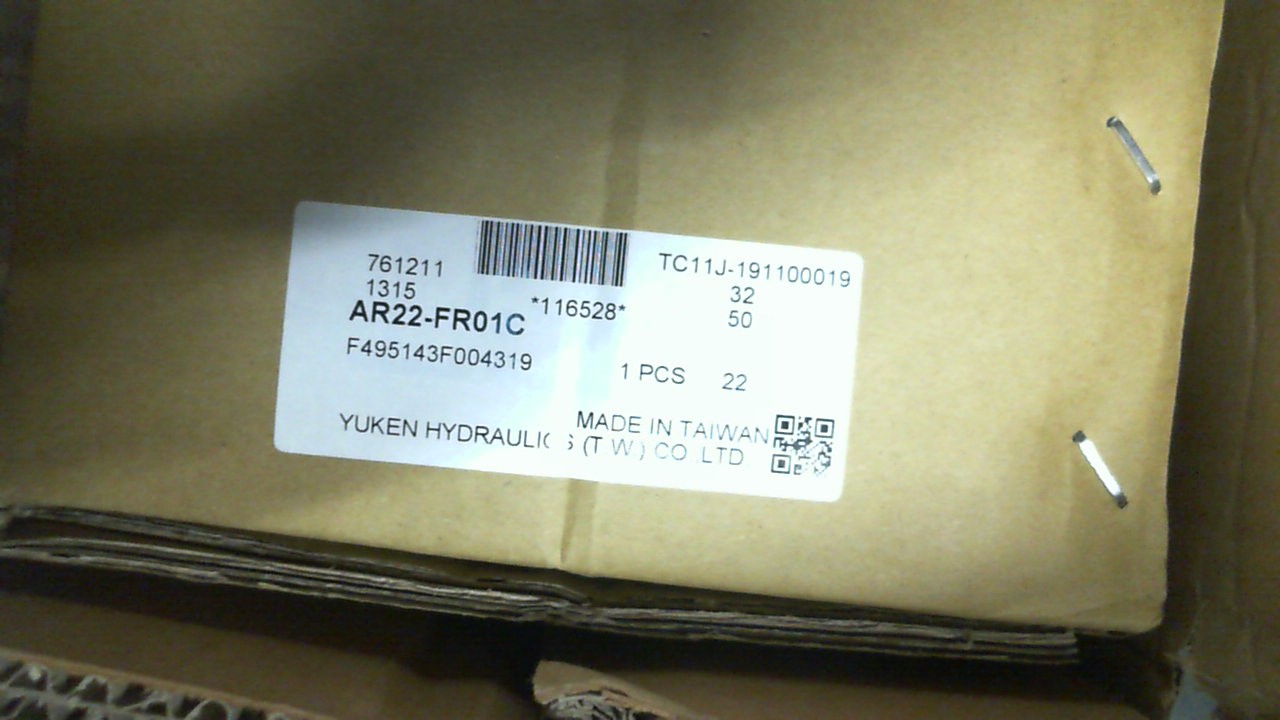 761211
TC11J-191100019
1315
*116528*
32
AR22-FR01C
50
F495143F004319
1 PCS 22
MADE IN TAIWAN
YUKEN HYDRAULICS (T.W.) CO.,LTD